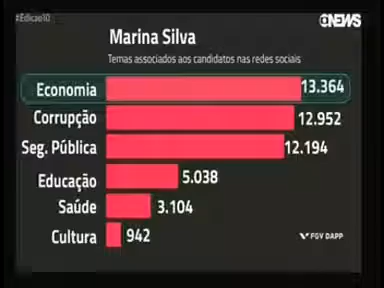 #Edicao10
GNEWS
Marina Silva
Temas associados aos candidatos nas redes sociais
Economia 13.364
Corrupção 12.952
Seg. Pública 12.194
Educação 5.038
Saúde 3.104
Cultura 942
FGV DAPP